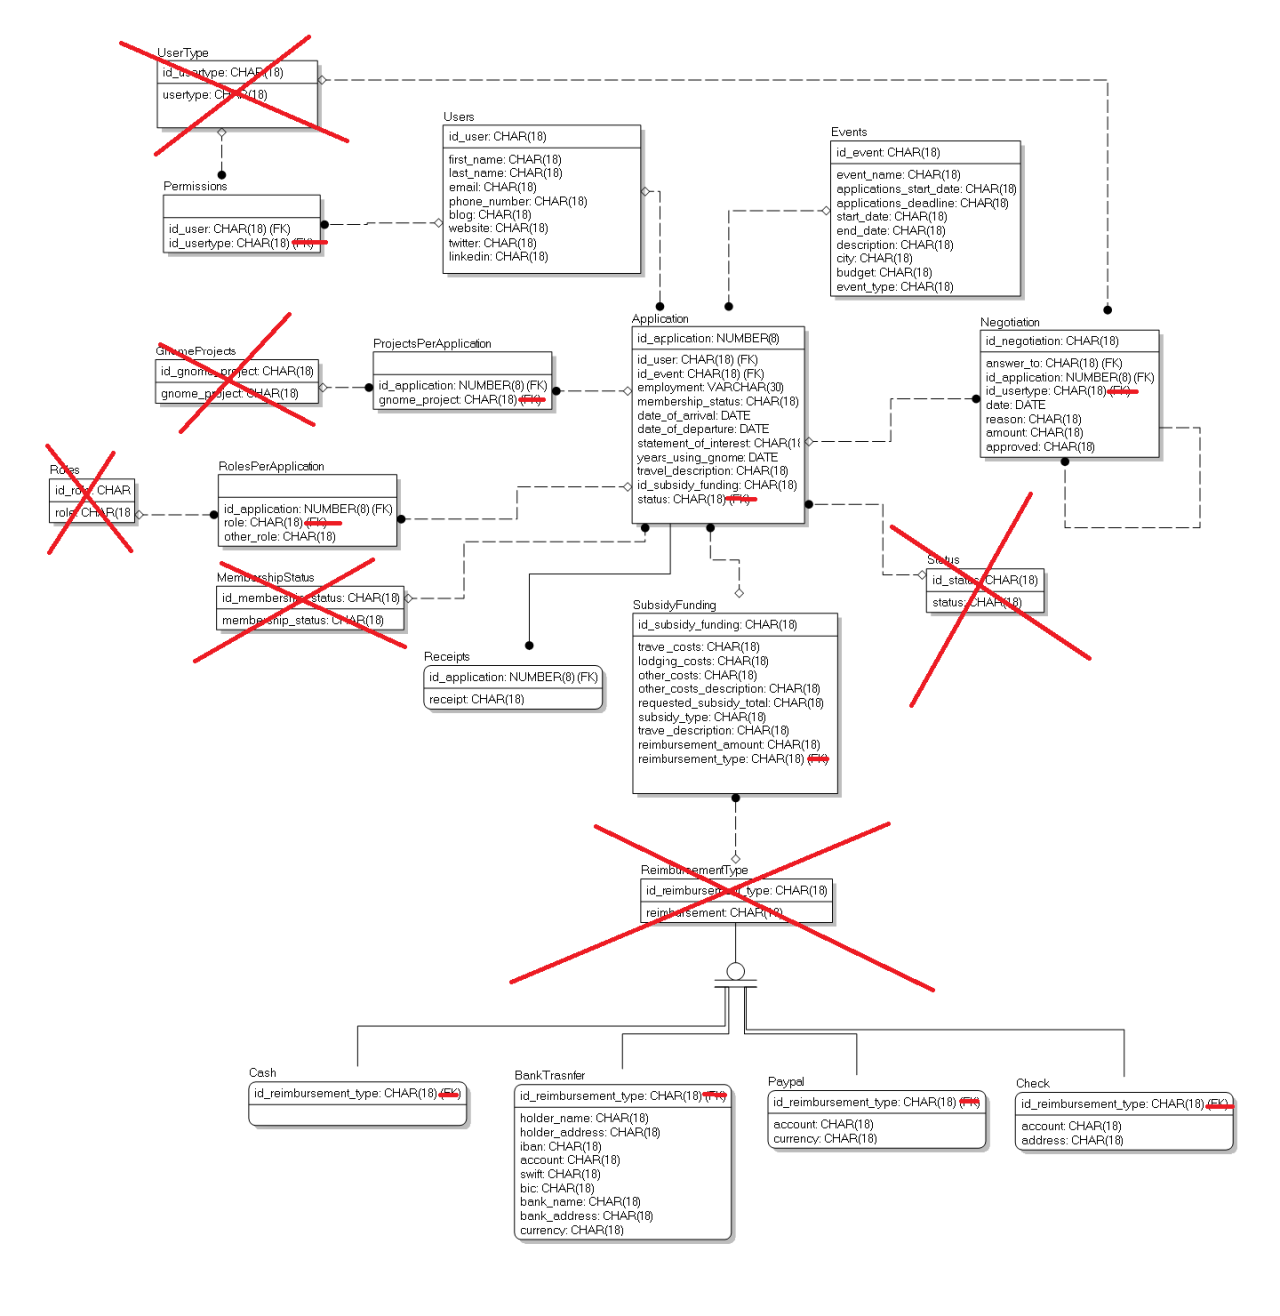 UserType
id_usertype: CHAR(18)
usertype: CHAR(18)
Users
id_user: CHAR(18)
first_name: CHAR(18)
last_name: CHAR(18)
email: CHAR(18)
phone_number: CHAR(18)
blog: CHAR(18)
website: CHAR(18)
twitter: CHAR(18)
linkedin: CHAR(18)
Events
id_event: CHAR(18)
event_name: CHAR(18)
applications_start_date: CHAR(18)
applications_deadline: CHAR(18)
start_date: CHAR(18)
end_date: CHAR(18)
description: CHAR(18)
city: CHAR(18)
budget: CHAR(18)
event_type: CHAR(18)
Permissions
id_user: CHAR(18) (FK)
id_usertype: CHAR(18) (FK)
GnomeProjects
id_gnome_project: CHAR(18)
gnome_project: CHAR(18)
ProjectsPerApplication
id_application: NUMBER(8) (FK)
gnome_project: CHAR(18) (FK)
Application
id_application: NUMBER(8)
id_user: CHAR(18) (FK)
id_event: CHAR(18) (FK)
employment: VARCHAR(30)
membership_status: CHAR(18)
date_of_arrival: DATE
date_of_departure: DATE
statement_of_interest: CHAR(18
years_using_gnome: DATE
travel_description: CHAR(18)
id_subsidy_funding: CHAR(18)
status: CHAR(18) (FK)
Negotiation
id_negotiation: CHAR(18)
answer_to: CHAR(18) (FK)
id_application: NUMBER(8) (FK)
id_usertype: CHAR(18) (FK)
date: DATE
reason: CHAR(18)
amount: CHAR(18)
approved: CHAR(18)
Roles
id_role: CHAR
role: CHAR(18
RolesPerApplication
id_application: NUMBER(8) (FK)
role: CHAR(18) (FK)
other_role: CHAR(18)
MembershipStatus
id_membership_status: CHAR(18)
membership_status: CHAR(18)
Status
id_status: CHAR(18)
status: CHAR(18)
Receipts
id_application: NUMBER(8) (FK)
receipt: CHAR(18)
SubsidyFunding
id_subsidy_funding: CHAR(18)
trave_costs: CHAR(18)
lodging_costs: CHAR(18)
other_costs: CHAR(18)
other_costs_description: CHAR(18)
requested_subsidy_total: CHAR(18)
subsidy_type: CHAR(18)
trave_description: CHAR(18)
reimbursement_amount: CHAR(18)
reimbursement_type: CHAR(18) (FK)
ReimbursementType
id_reimbursement_type: CHAR(18)
reimbursement: CHAR(18)
Cash
id_reimbursement_type: CHAR(18) (FK)
BankTrasnfer
id_reimbursement_type: CHAR(18) (FK)
holder_name: CHAR(18)
holder_address: CHAR(18)
iban: CHAR(18)
account: CHAR(18)
swift: CHAR(18)
bic: CHAR(18)
bank_name: CHAR(18)
bank_address: CHAR(18)
currency: CHAR(18)
Paypal
id_reimbursement_type: CHAR(18) (FK)
account: CHAR(18)
currency: CHAR(18)
Check
id_reimbursement_type: CHAR(18) (FK)
account: CHAR(18)
address: CHAR(18)